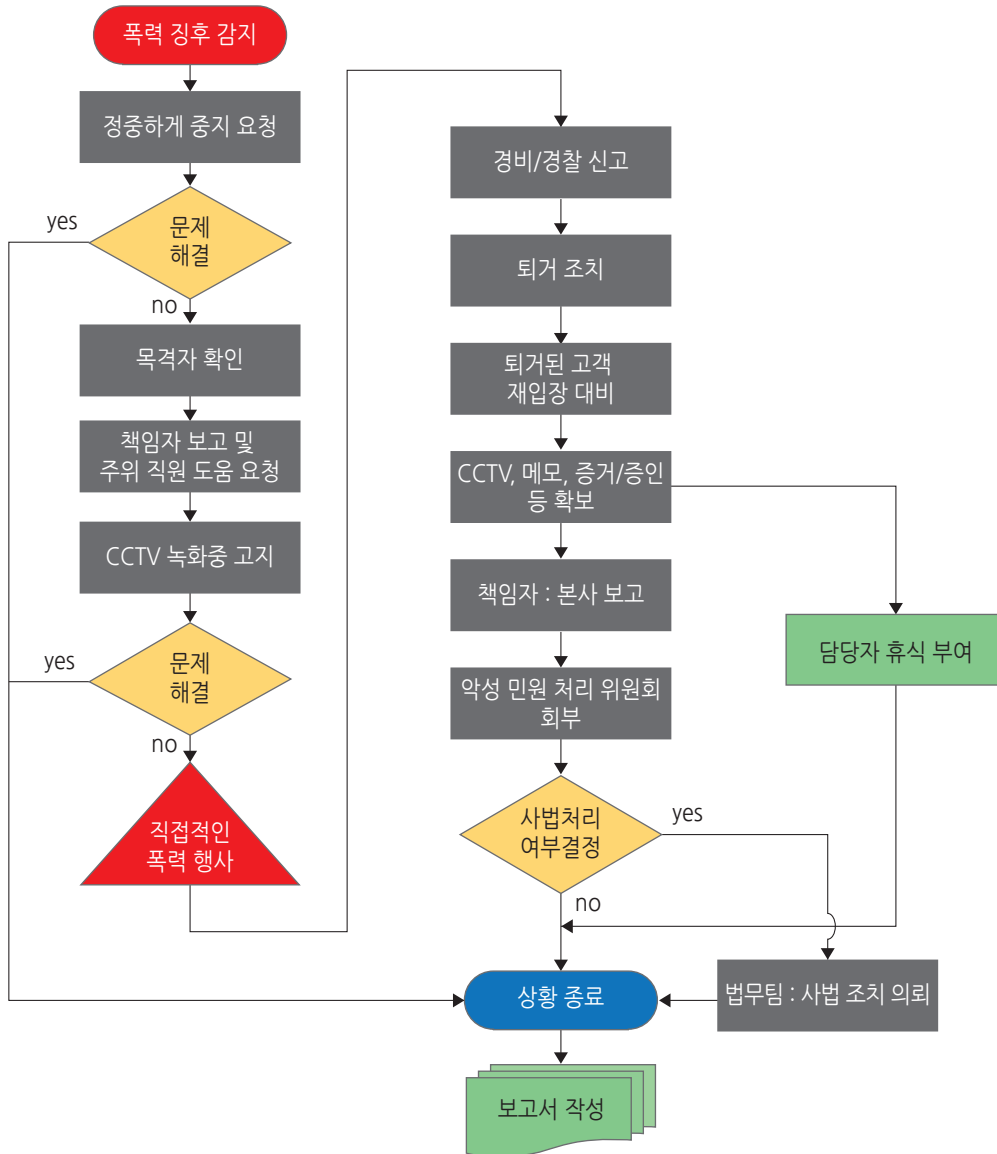 폭력 징후 감지
정중하게 중지 요청
yes
문제
해결
no
목격자 확인
책임자 보고 및
주위 직원 도움 요청
CCTV 녹화중 고지
yes
문제
해결
no
직접적인
폭력 행사
경비/경찰 신고
퇴거 조치
퇴거된 고객
재입장 대비
CCTV, 메모, 증거/증인
등 확보
책임자 : 본사 보고
담당자 휴식 부여
악성 민원 처리 위원회
회부
사법처리
여부결정
yes
no
법무팀 : 사법 조치 의뢰
상황 종료
보고서 작성